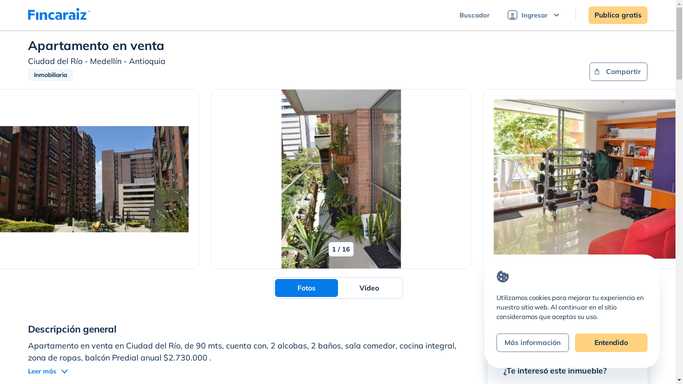 Fincaraiz
Buscador
Ingresar
Publica gratis
Apartamento en venta
Ciudad del Río - Medellín - Antioquia
Inmobiliaria
Compartir
1 / 16
Fotos
Video
Descripción general
Apartamento en venta en Ciudad del Río, de 90 mts, cuenta con, 2 alcobas, 2 baños, sala comedor, cocina integral,
zona de ropas, balcón Predial anual $2.730.000 .
Leer más
Utilizamos cookies para mejorar tu experiencia en
nuestro sitio web. Al continuar en el sitio
consideramos que aceptas su uso.
Más información
Entendido
¿Te interesó este inmueble?